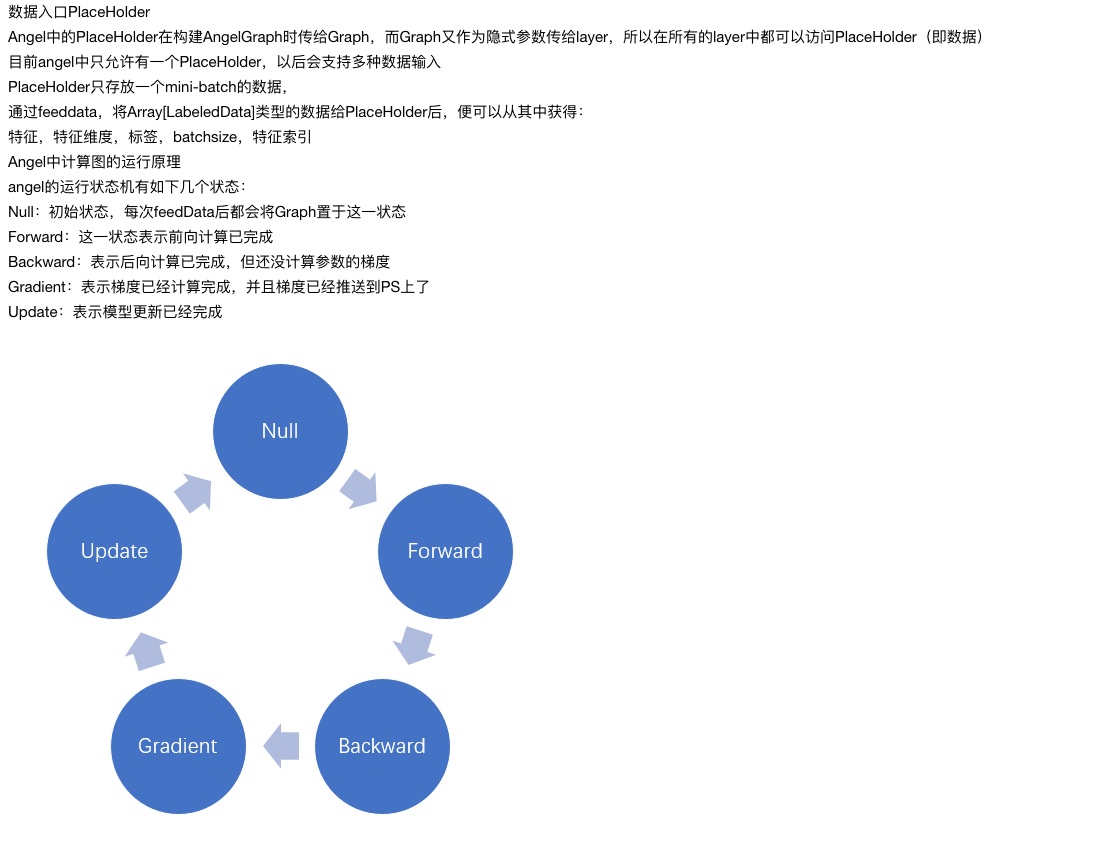 数据入口PlaceHolder
Angel中的PlaceHolder在构建AngelGraph时传给Graph，而Graph又作为隐式参数传给layer，所以在所有的layer中都可以访问PlaceHolder（即数据）
目前angel中只允许有一个PlaceHolder，以后会支持多种数据输入
PlaceHolder只存放一个mini-batch的数据，
通过feeddata，将Array[LabeledData]类型的数据给PlaceHolder后，便可以从其中获得：
特征，特征维度，标签，batchsize，特征索引
Angel中计算图的运行原理
angel的运行状态机有如下几个状态：
Null：初始状态，每次feedData后都会将Graph置于这一状态
Forward：这一状态表示前向计算已完成
Backward：表示后向计算已完成，但还没计算参数的梯度
Gradient：表示梯度已经计算完成，并且梯度已经推送到PS上了
Update：表示模型更新已经完成
Null
Update
Forward
Gradient
Backward